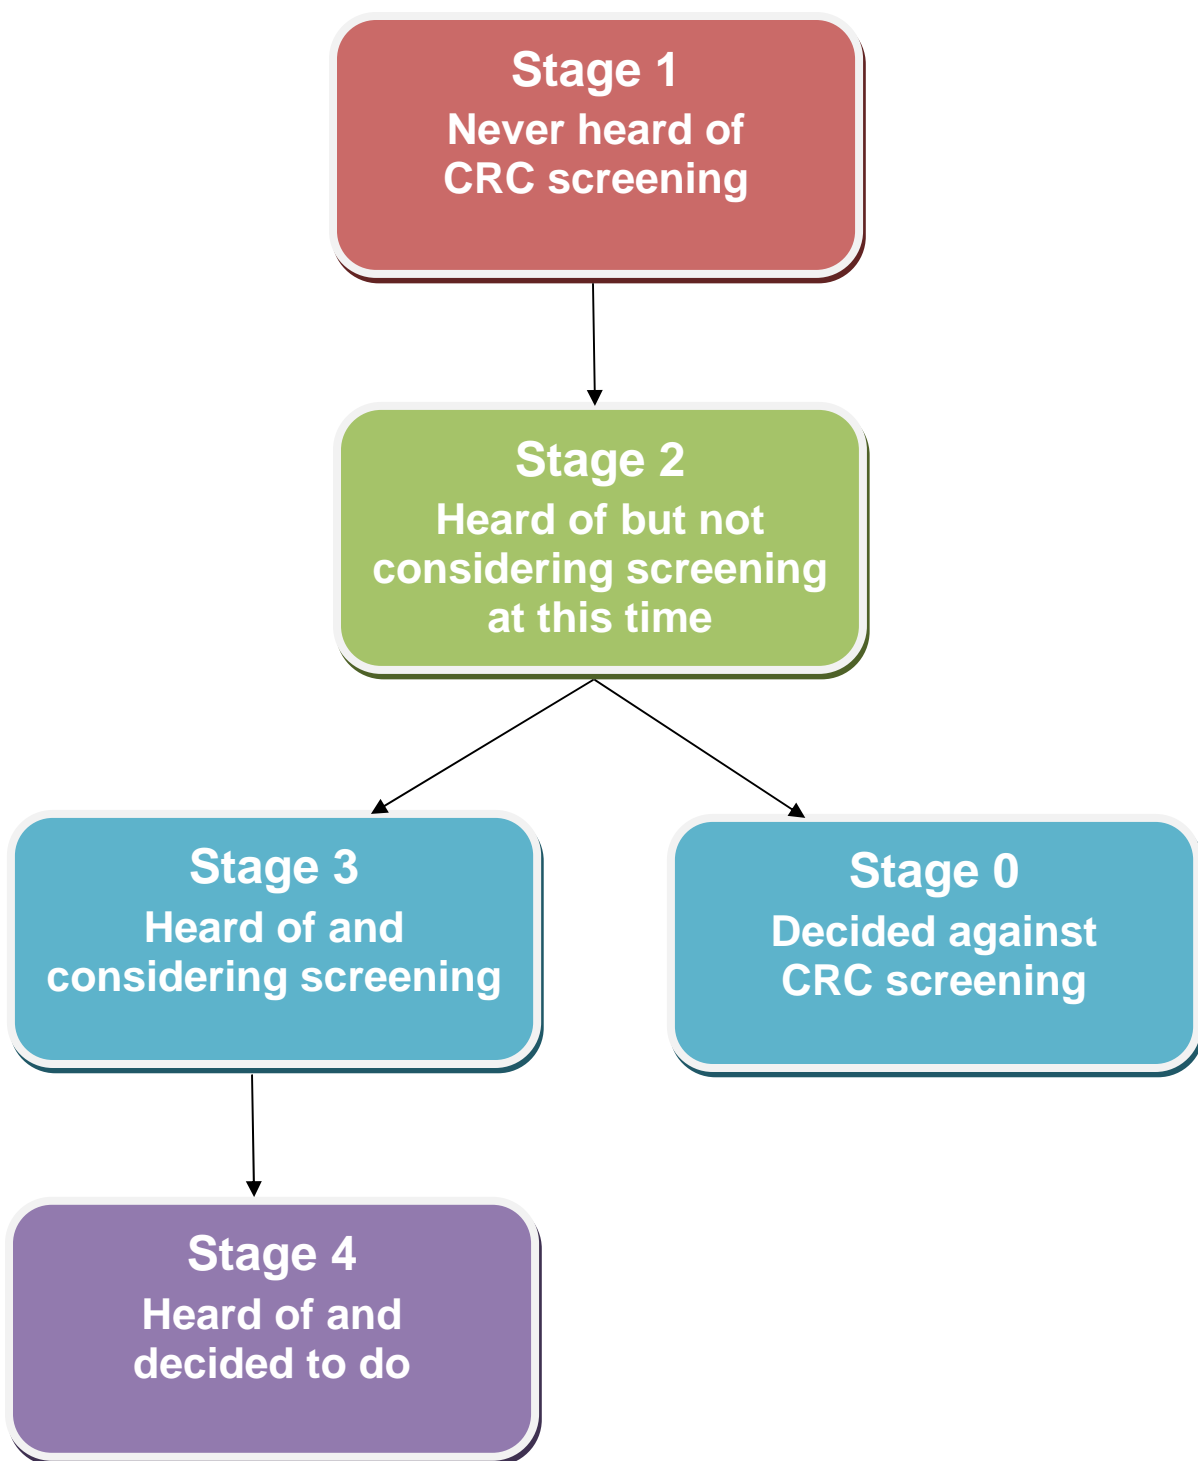 Stage 1
Never heard of
CRC screening
Stage 2
Heard of but not
considering screening
at this time
Stage 3
Heard of and
considering screening
Stage 0
Decided against
CRC screening
Stage 4
Heard of and
decided to do